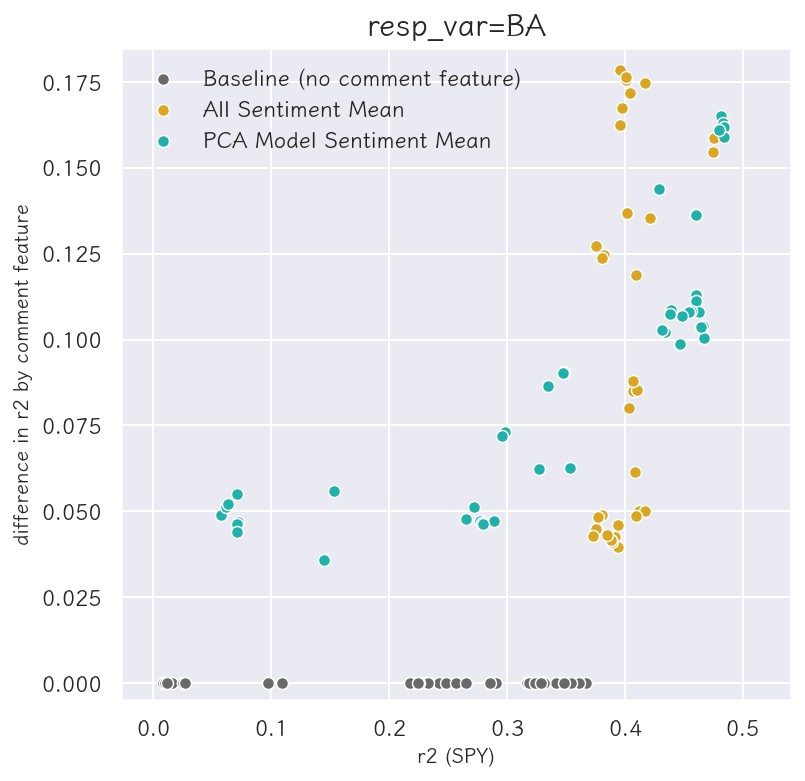 resp_var=BA
Baseline (no comment feature)
All Sentiment Mean
PCA Model Sentiment Mean
difference in r2 by comment feature
0.175
0.150
0.125
0.100
0.075
0.050
0.025
0.000
0.0 0.1 0.2 0.3 0.4 0.5
r2 (SPY)